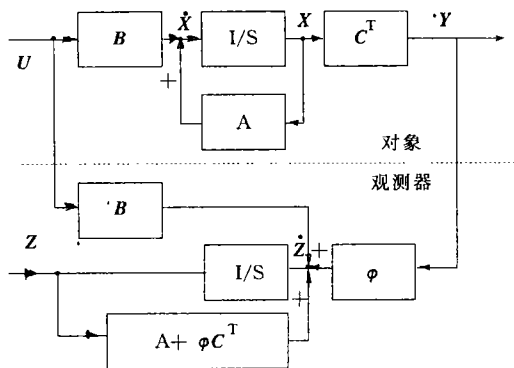 Ẋ X ·Y
B I/S Cᵀ
U
+
A
对象
观测器
·B
Z Ż +
I/S φ
+
A+ φCᵀ